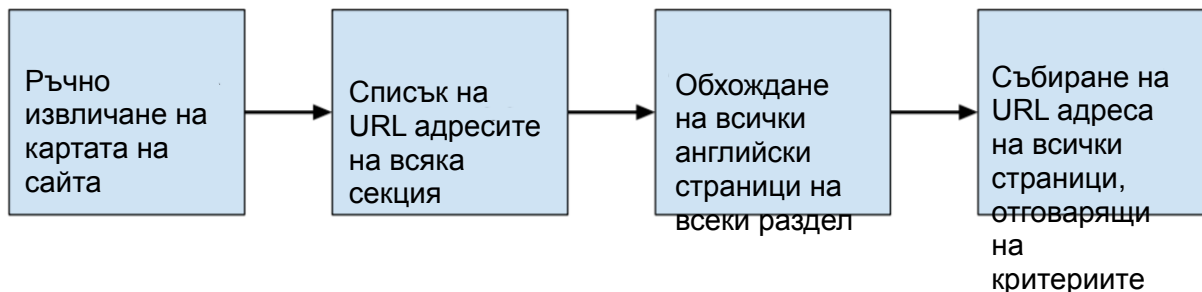 Ръчно
извличане на
картата на
сайта
Списък на
URL адресите
на всяка
секция
Обхождане
на всички
английски
страници на
всеки раздел
Събиране на
URL адреса
на всички
страници,
отговарящи
на
критериите